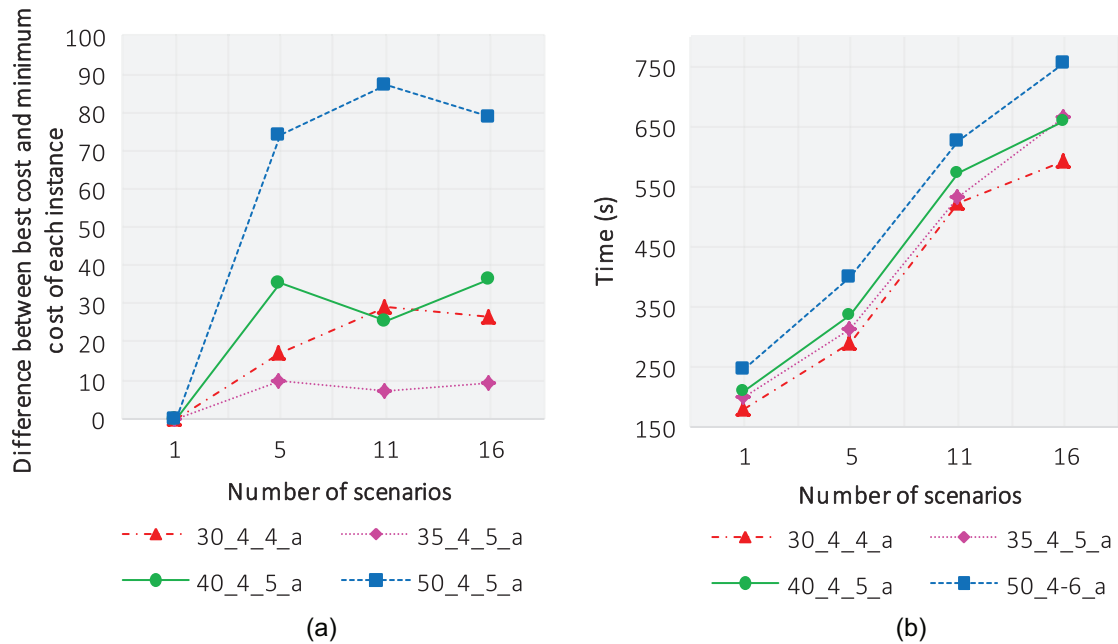 Difference between best cost and minimum
cost of each instance
100
90
80
70
60
50
40
30
20
10
0
1 5 11 16
Number of scenarios
30_4_4_a 35_4_5_a
40_4_5_a 50_4_5_a
(a)
Time (s)
750
650
550
450
350
250
150
1 5 11 16
Number of scenarios
30_4_4_a 35_4_5_a
40_4_5_a 50_4-6_a
(b)